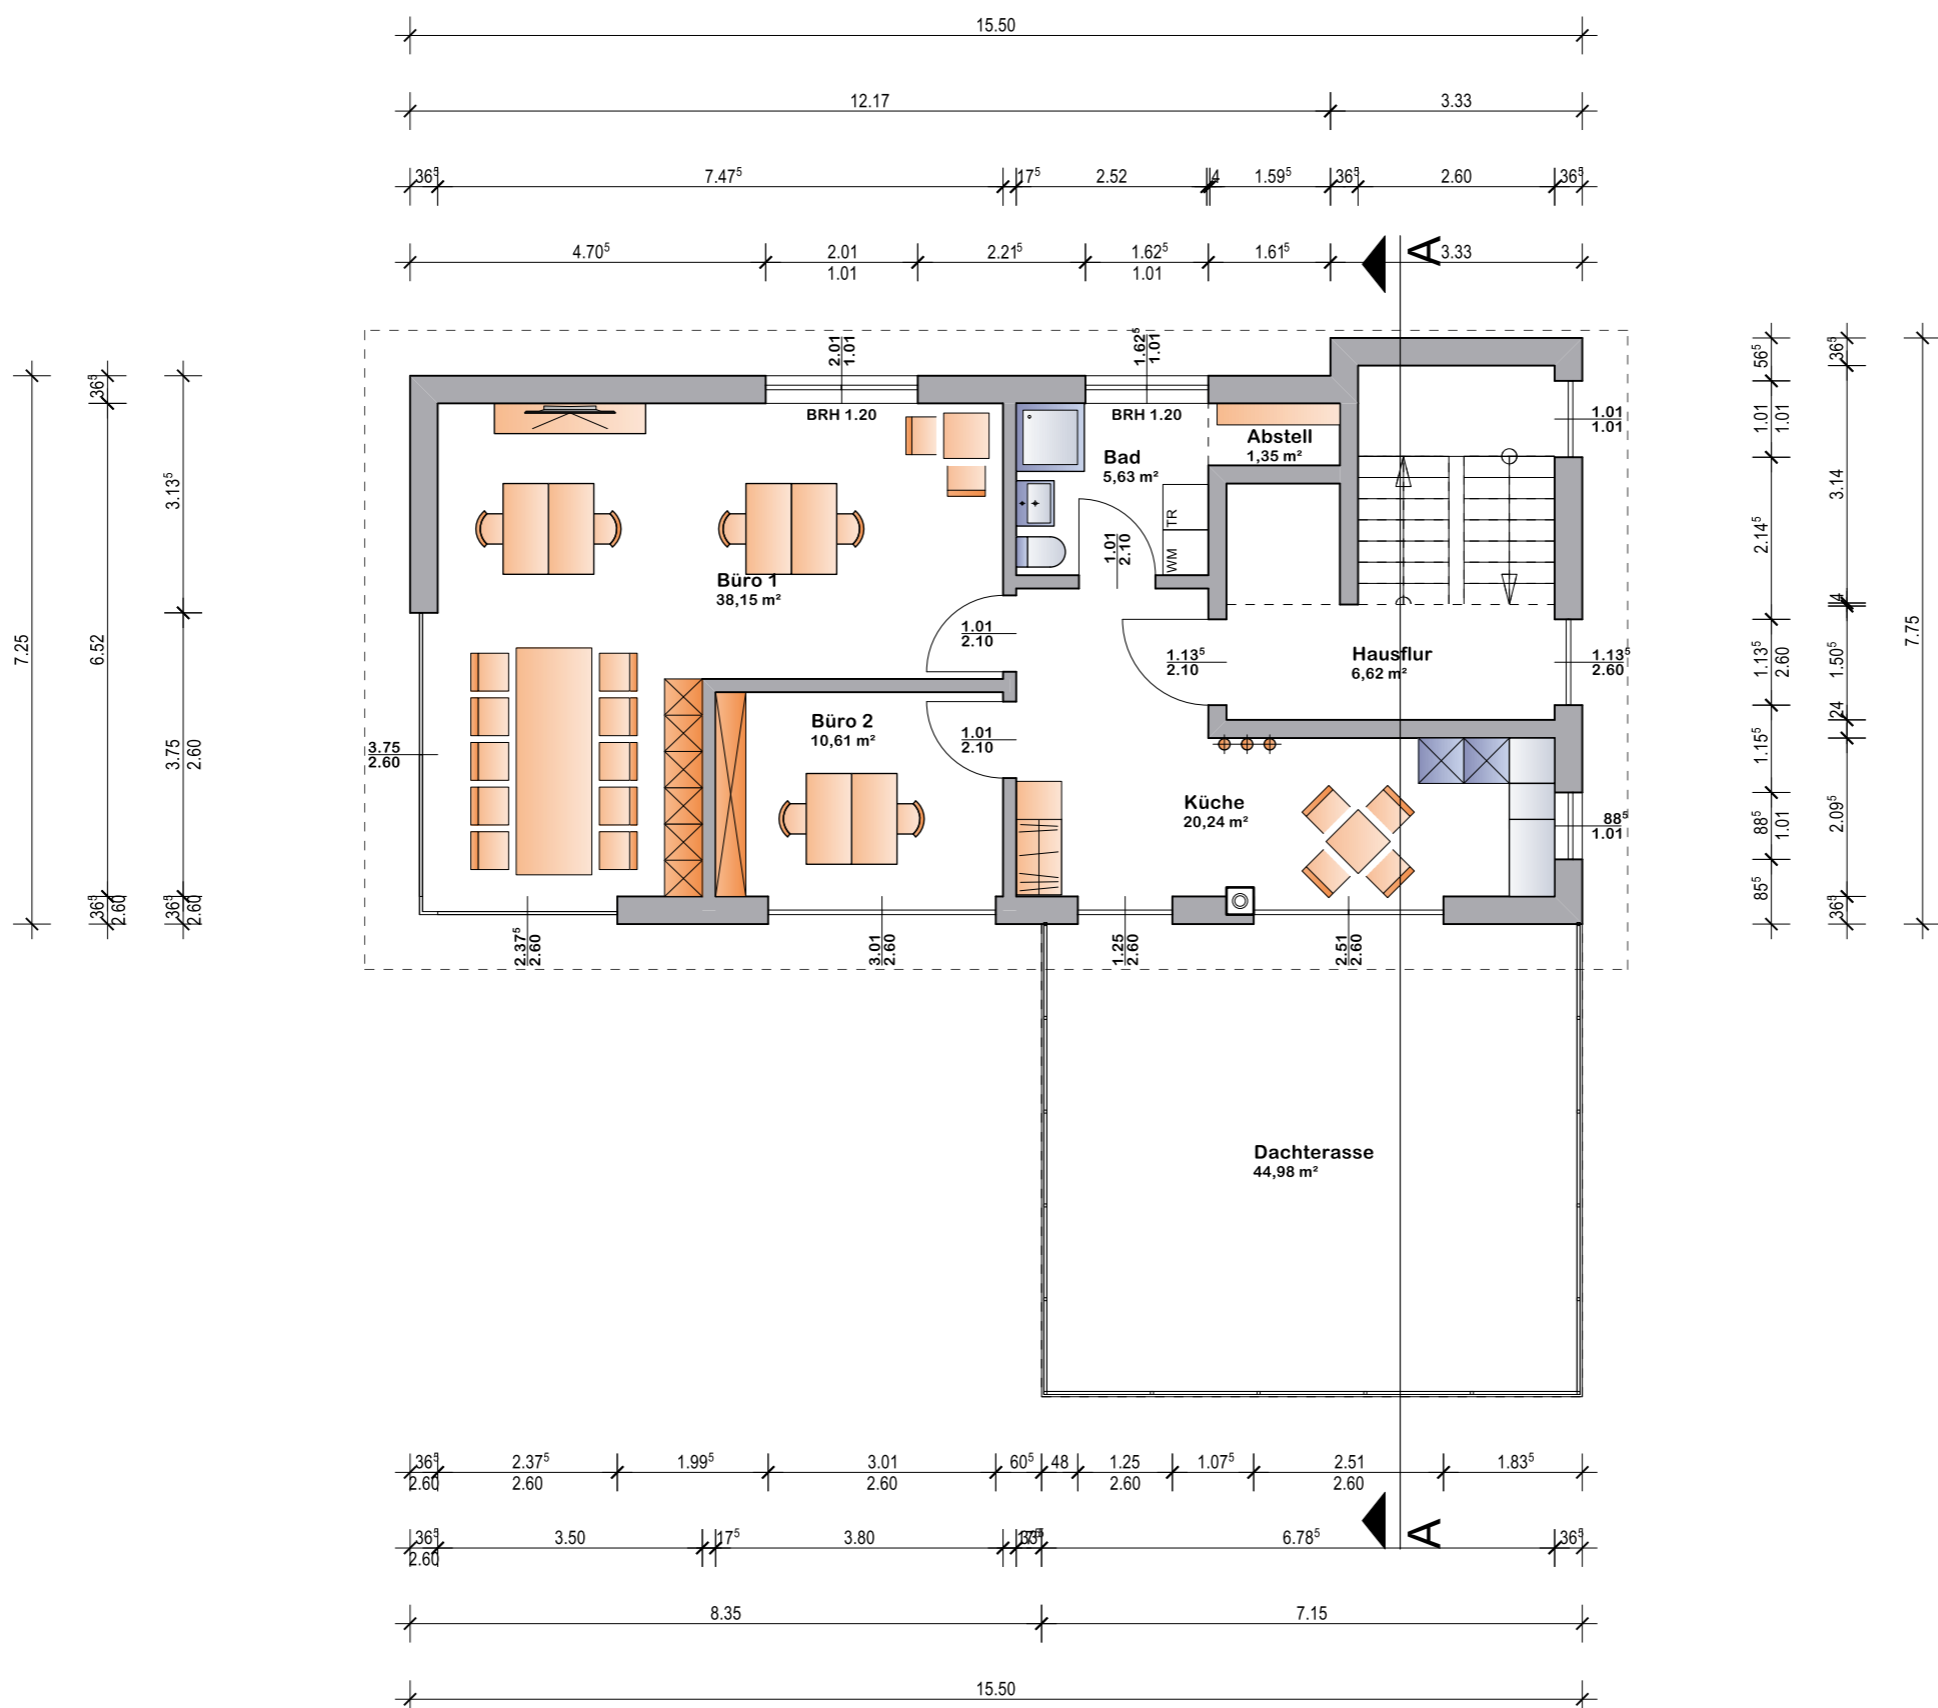 15.50
12.17 3.33
36⁵ 7.47⁵ 17⁵ 2.52 4 1.59⁵ 36⁵ 2.60 36⁵
4.70⁵ 2.01 2.21⁵ 1.62⁵ 1.61⁵ 3.33
1.01 1.01
A
7.25
36⁵
6.52
36⁵
2.60
3.13⁵
3.75
2.60
36⁵
2.60
2.01
1.01
BRH 1.20
1.62⁵
1.01
BRH 1.20
Abstell
1,35 m²
Bad
5,63 m²
TR
WM
1.01
2.10
1.01
1.01
Büro 1
38,15 m²
1.01
2.10
1.13⁵
2.10
Hausflur
6,62 m²
1.13⁵
2.60
Büro 2
10,61 m²
1.01
2.10
3.75
2.60
Küche
20,24 m²
88⁵
1.01
2.37⁵
2.60
3.01
2.60
1.25
2.60
2.51
2.60
56⁵
1.01
1.01
2.14⁵
1.13⁵
2.60
1.15⁵
88⁵
1.01
85⁵
36⁵
3.14
4
1.50⁵
24
2.09⁵
36⁵
7.75
Dachterasse
44,98 m²
36⁵ 2.37⁵ 1.99⁵ 3.01 60⁵ 48 1.25 1.07⁵ 2.51 1.83⁵
2.60 2.60 2.60 2.60 2.60
36⁵ 3.50 17⁵ 3.80 6.78⁵ 36⁵
2.60
A
8.35 7.15
15.50